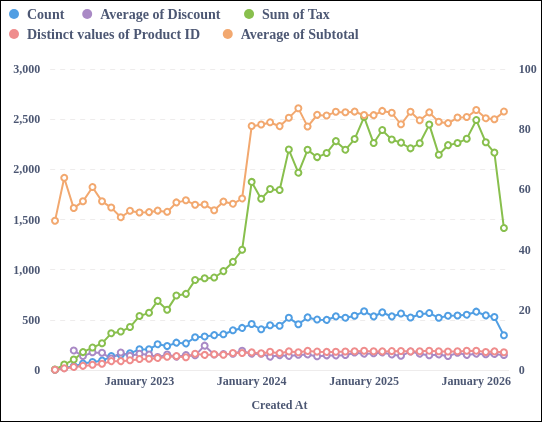 Count Average of Discount Sum of Tax
Distinct values of Product ID Average of Subtotal
3,000 100
2,500 80
2,000 60
1,500
1,000 40
500 20
0 0
January 2023 January 2024 January 2025 January 2026
Created At